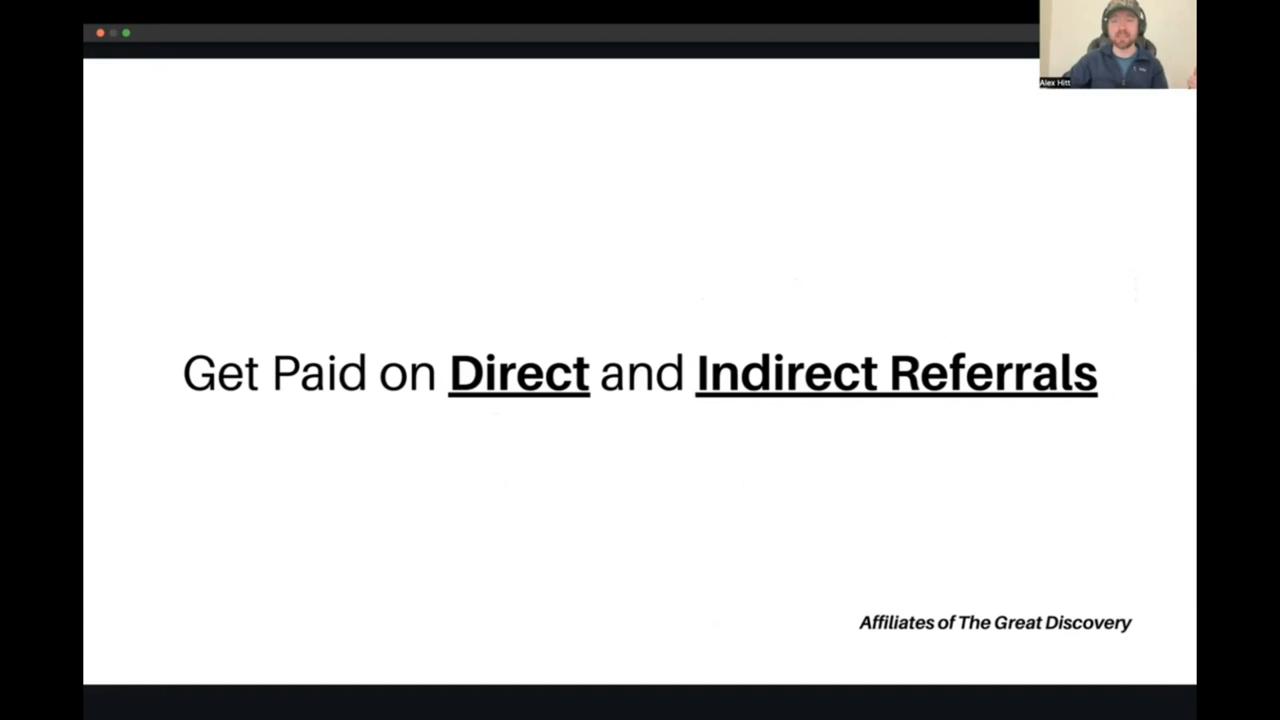 Alex Hitt
Get Paid on Direct and Indirect Referrals
Affiliates of The Great Discovery